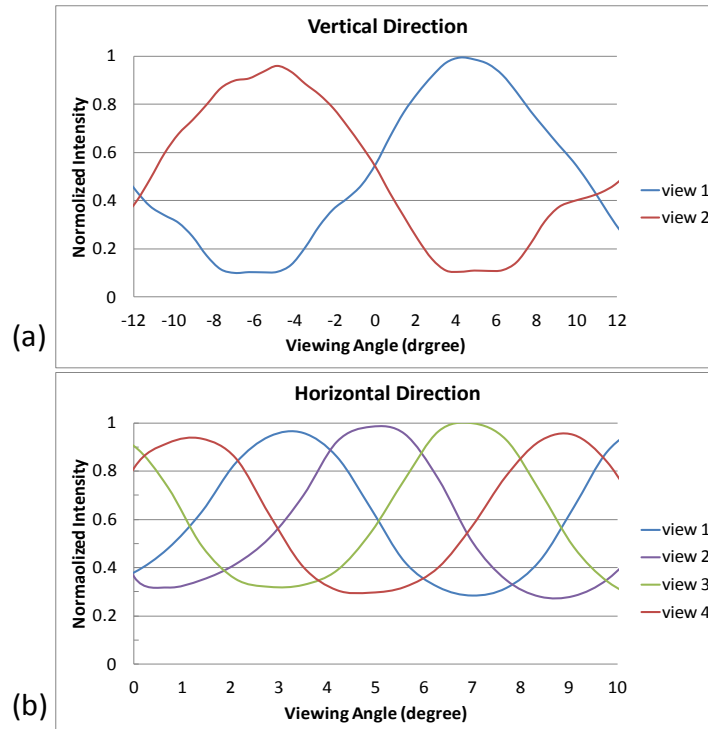 Vertical Direction
1
0.8
0.6
0.4
0.2
0
Normolized Intensity
-12 -10 -8 -6 -4 -2 0 2 4 6 8 10 12
Viewing Angle (drgree)
view 1
view 2
(a)
Horizontal Direction
1
0.8
0.6
0.4
0.2
0
Normaolized Intensity
0 1 2 3 4 5 6 7 8 9 10
Viewing Angle (degree)
view 1
view 2
view 3
view 4
(b)